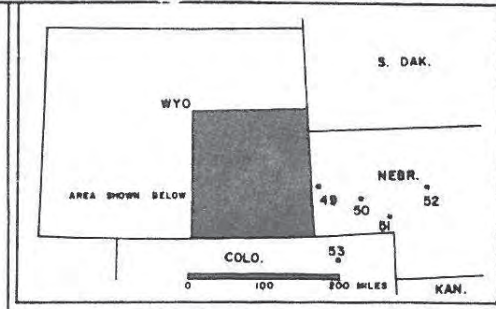 S. DAK.
WYO
NEBR.
AREA SHOWN BELOW
49
50
52
51
COLO.
53
0 100 200 MILES
KAN.